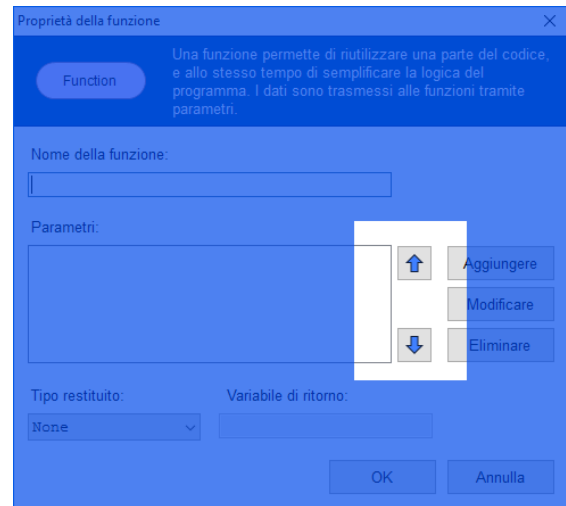 Proprietà della funzione
Function
Una funzione permette di riutilizzare una parte del codice,
e allo stesso tempo di semplificare la logica del
programma. I dati sono trasmessi alle funzioni tramite
parametri.
Nome della funzione:
Parametri:
Aggiungere
Modificare
Eliminare
Tipo restituito:
Variabile di ritorno:
None
OK
Annulla